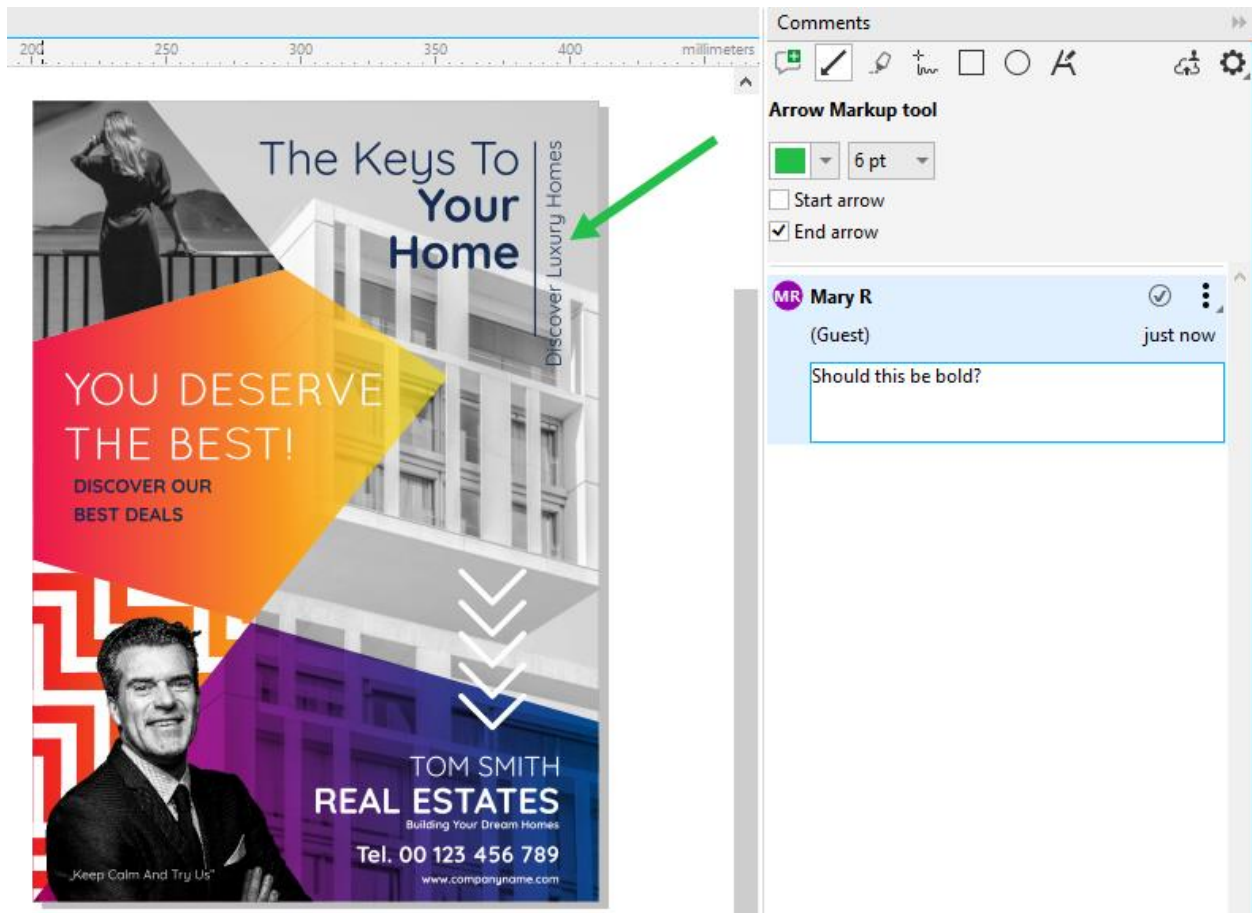 Comments
200 250 300 350 400 millimeters
Arrow Markup tool
6 pt
Start arrow
End arrow
MR Mary R
(Guest) just now
Should this be bold?
The Keys To
Your
Home
Discover Luxury Homes
YOU DESERVE
THE BEST!
DISCOVER OUR
BEST DEALS
TOM SMITH
REAL ESTATES
Building Your Dream Homes
Tel. 00 123 456 789
www.companyname.com
„Keep Calm And Try Us”